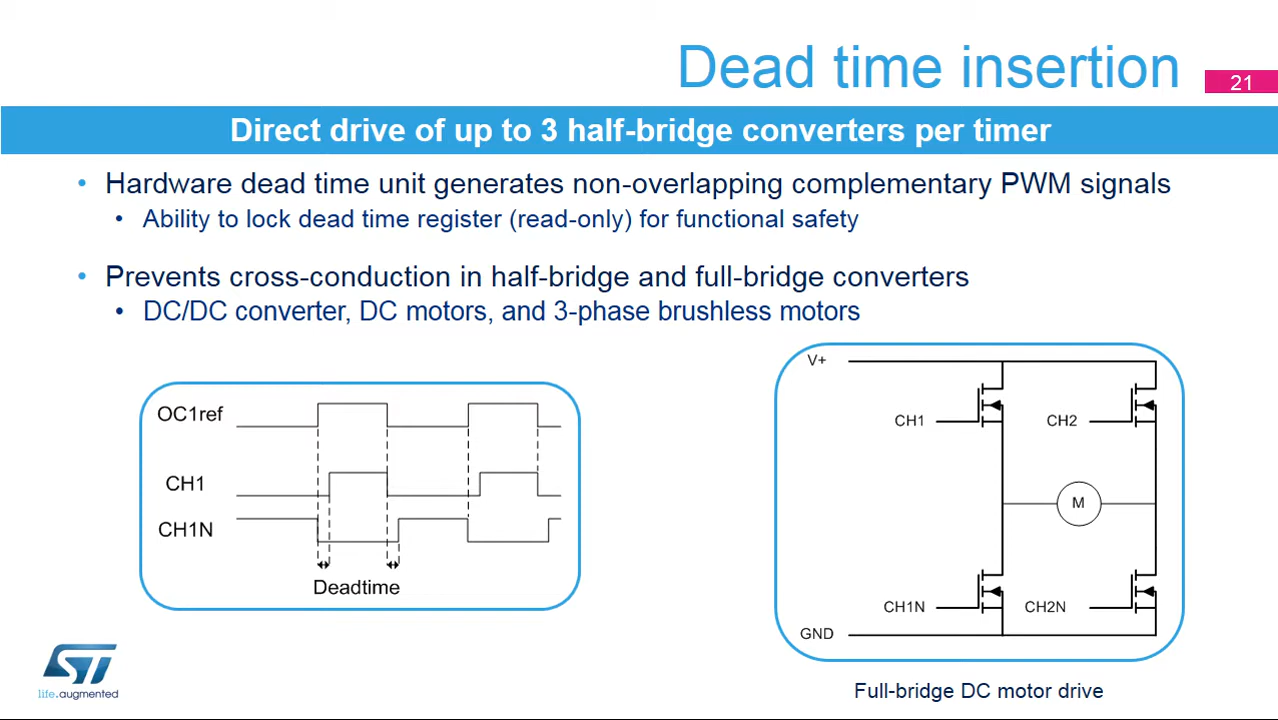 Dead time insertion
21
Direct drive of up to 3 half-bridge converters per timer
• Hardware dead time unit generates non-overlapping complementary PWM signals
• Ability to lock dead time register (read-only) for functional safety
• Prevents cross-conduction in half-bridge and full-bridge converters
• DC/DC converter, DC motors, and 3-phase brushless motors
OC1ref
CH1
CH1N
Deadtime
V+
CH1
CH2
M
CH1N
CH2N
GND
Full-bridge DC motor drive
ST
life.augmented